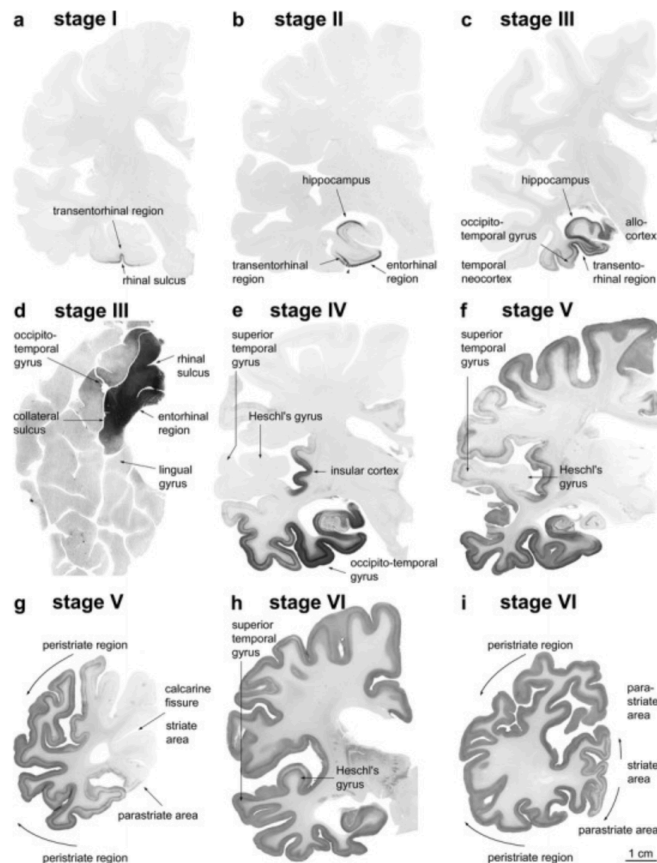 a stage I
transentorhinal region
rhinal sulcus
b stage II
hippocampus
transentorhinal
region
entorhinal
region
c stage III
hippocampus
occipito-
temporal gyrus
allo-
cortex
temporal
neocortex
transento-
rhinal region
d stage III
occipito-
temporal
gyrus
rhinal
sulcus
collateral
sulcus
entorhinal
region
lingual
gyrus
e stage IV
superior
temporal gyrus
Heschl's gyrus
insular cortex
occipito-temporal
gyrus
f stage V
superior
temporal
gyrus
Heschl's
gyrus
g stage V
peristriate region
calcarine
fissure
striate
area
parastriate area
peristriate region
h stage VI
superior
temporal
gyrus
Heschl's
gyrus
i stage VI
peristriate region
para-
striate
area
striate
area
parastriate area
peristriate region
1 cm